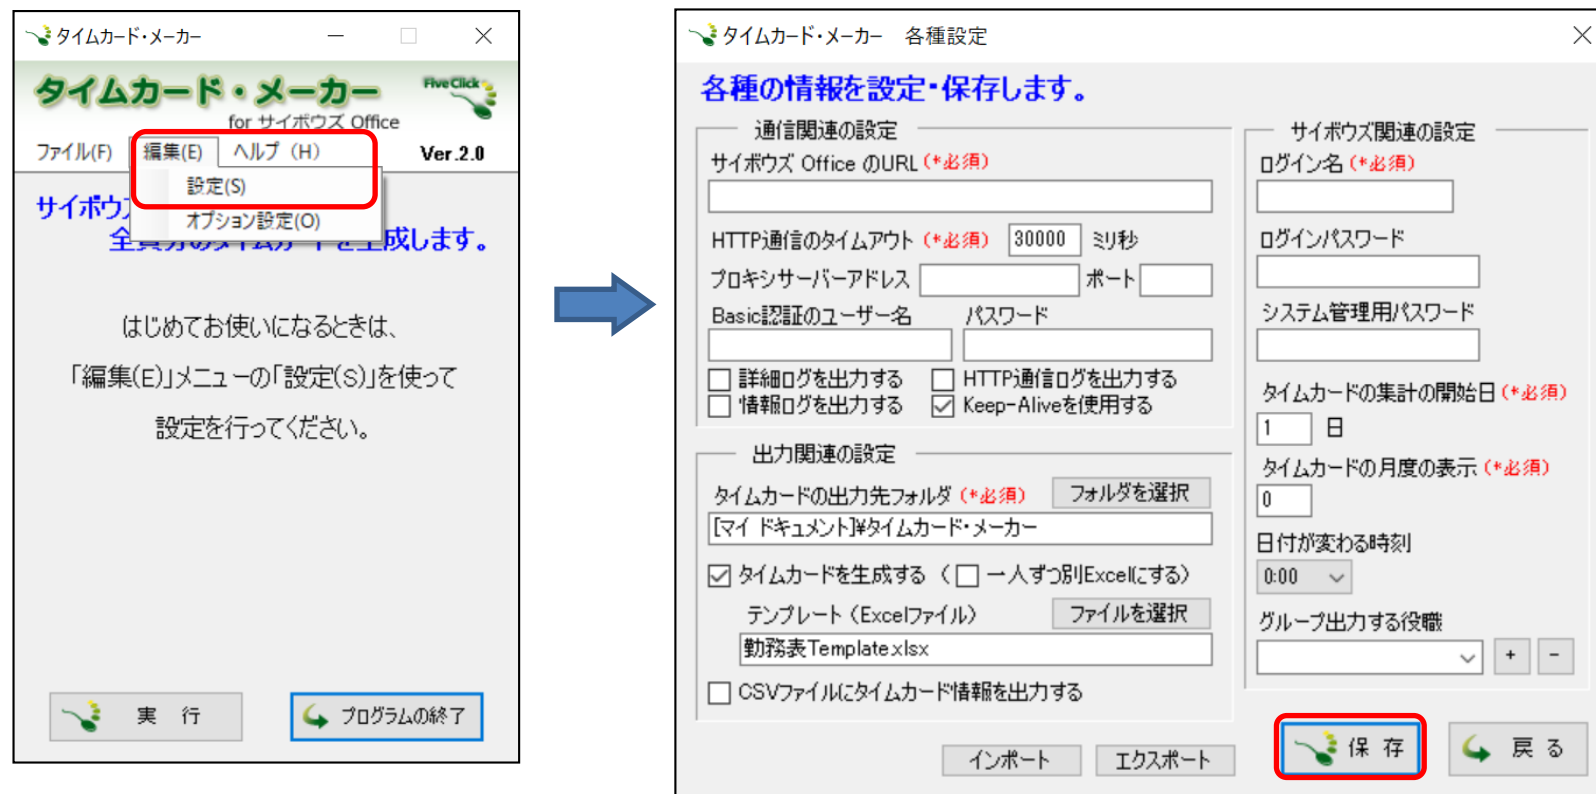 タイムカード・メーカー
タイムカード・メーカー
FiveClick
for サイボウズ Office
ファイル(F) 編集(E) ヘルプ (H) Ver.2.0
設定(S)
オプション設定(O)
サイボウズ
全員分のタイムカードを生成します。
はじめてお使いになるときは、
「編集(E)」メニューの「設定(S)」を使って
設定を行ってください。
実 行
プログラムの終了
タイムカード・メーカー 各種設定
各種の情報を設定・保存します。
通信関連の設定
サイボウズ Office のURL (*必須)
HTTP通信のタイムアウト (*必須) 30000 ミリ秒
プロキシサーバーアドレス ポート
Basic認証のユーザー名 パスワード
詳細ログを出力する HTTP通信ログを出力する
情報ログを出力する Keep-Aliveを使用する
出力関連の設定
タイムカードの出力先フォルダ (*必須) フォルダを選択
[マイ ドキュメント]¥タイムカード・メーカー
タイムカードを生成する ( 一人ずつ別Excelにする)
テンプレート (Excelファイル) ファイルを選択
勤務表Template.xlsx
CSVファイルにタイムカード情報を出力する
サイボウズ関連の設定
ログイン名 (*必須)
ログインパスワード
システム管理用パスワード
タイムカードの集計の開始日 (*必須)
1 日
タイムカードの月度の表示 (*必須)
0
日付が変わる時刻
0:00
グループ出力する役職
+ -
インポート エクスポート 保 存 戻 る